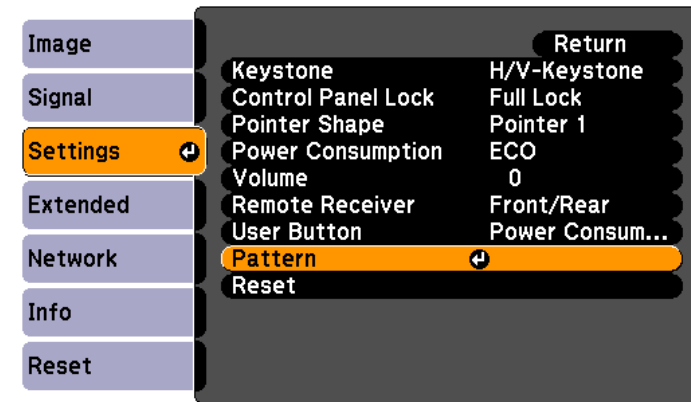 Image
Signal
Settings
Extended
Network
Info
Reset
Return
Keystone H/V-Keystone
Control Panel Lock Full Lock
Pointer Shape Pointer 1
Power Consumption ECO
Volume 0
Remote Receiver Front/Rear
User Button Power Consum...
Pattern
Reset